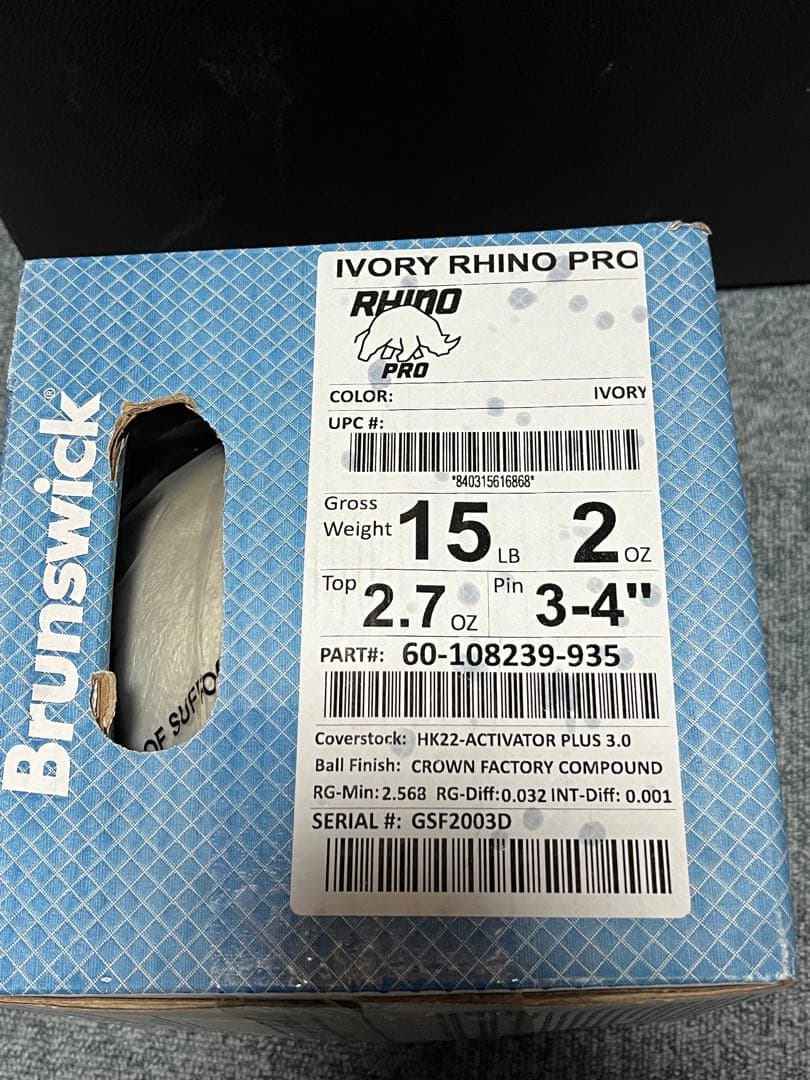 Brunswick®
OF SUFFO
IVORY RHINO PRO
RHINO
PRO
COLOR: IVORY
UPC #:
*840315616868*
Gross Weight 15 LB 2 OZ
Top 2.7 OZ Pin 3-4"
PART#: 60-108239-935
Coverstock: HK22-ACTIVATOR PLUS 3.0
Ball Finish: CROWN FACTORY COMPOUND
RG-Min: 2.568 RG-Diff: 0.032 INT-Diff: 0.001
SERIAL #: GSF2003D